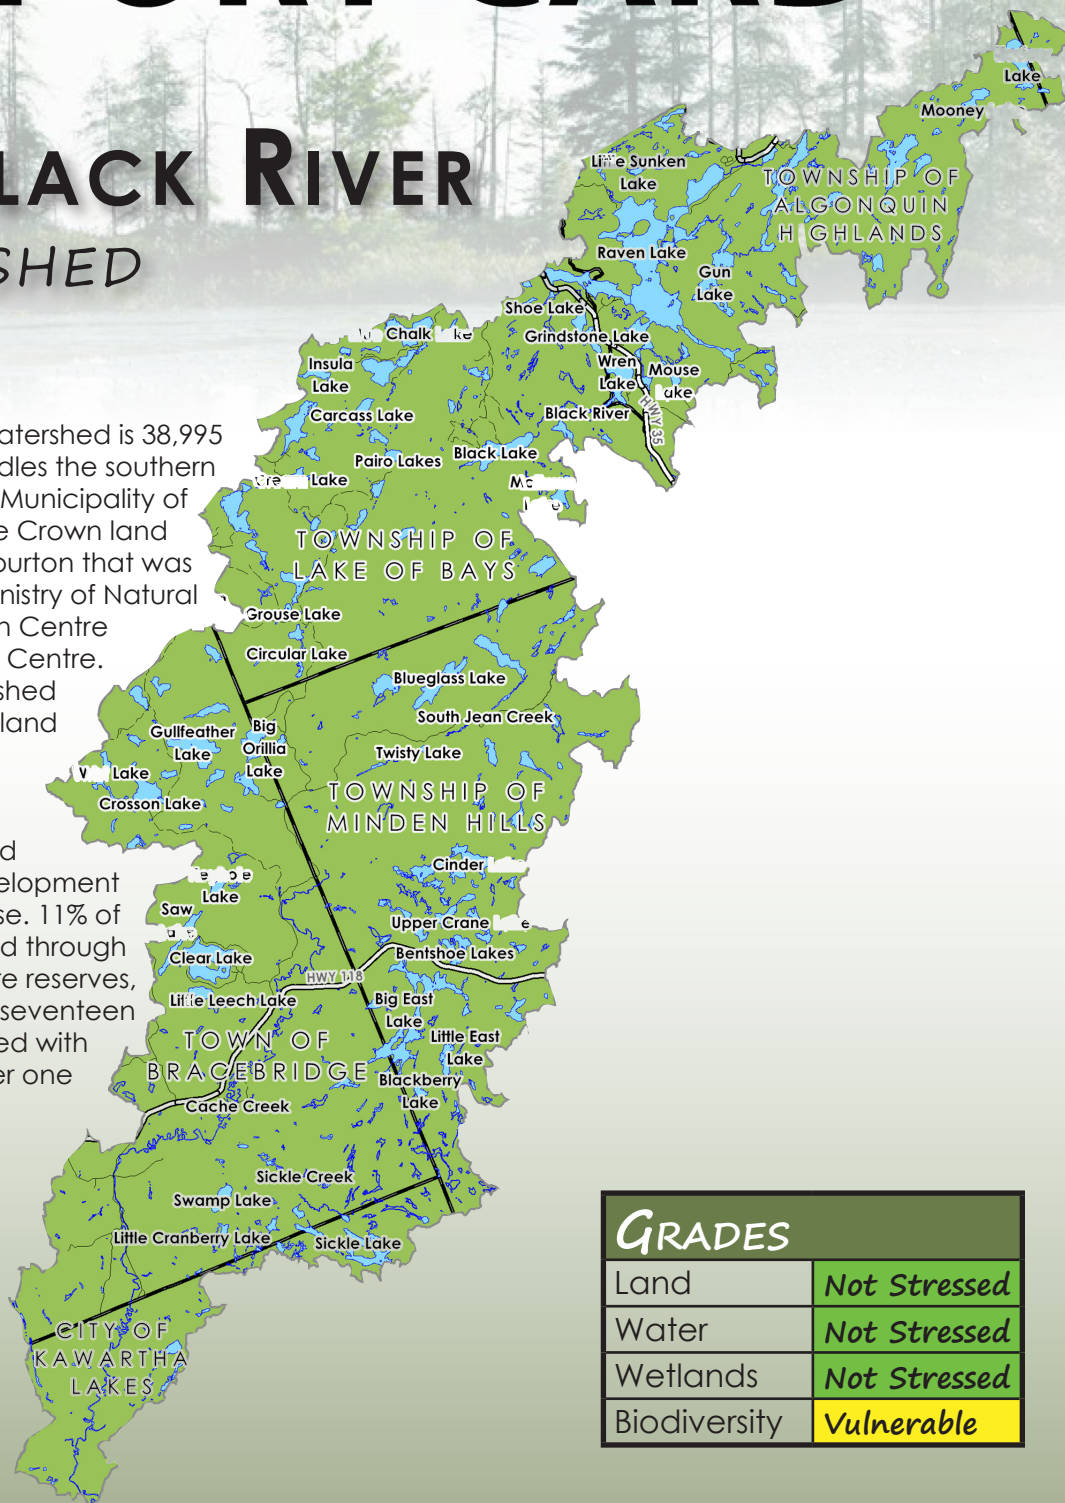 LACK RIVER
SHED
atershed is 38,995
dles the southern
Municipality of
e Crown land
burton that was
nistry of Natural
n Centre
Centre.
shed
land
d
elopment
se. 11% of
d through
re reserves,
seventeen
ed with
er one
Lake
Mooney
Little Sunken
Lake
TOWNSHIP OF
ALGONQUIN
HIGHLANDS
Raven Lake
Gun
Lake
Shoe Lake
Grindstone Lake
Wren
Lake
Mouse
Lake
Chalk Lake
Insula
Lake
Carcass Lake
Black River
HWY 35
Pairo Lakes
Black Lake
Lake
TOWNSHIP OF
LAKE OF BAYS
Grouse Lake
Circular Lake
Blueglass Lake
South Jean Creek
Gullfeather
Lake
Big
Orillia
Lake
Twisty Lake
Lake
Crosson Lake
TOWNSHIP OF
MINDEN HILLS
Cinder
Lake
Saw
Upper Crane
Clear Lake
Bentshoe Lakes
HWY 118
Little Leech Lake
Big East
Lake
TOWN OF
BRACEBRIDGE
Little East
Lake
Blackberry
Lake
Cache Creek
Sickle Creek
Swamp Lake
Little Cranberry Lake
Sickle Lake
CITY OF
KAWARTHA
LAKES
GRADES
Land Not Stressed
Water Not Stressed
Wetlands Not Stressed
Biodiversity Vulnerable